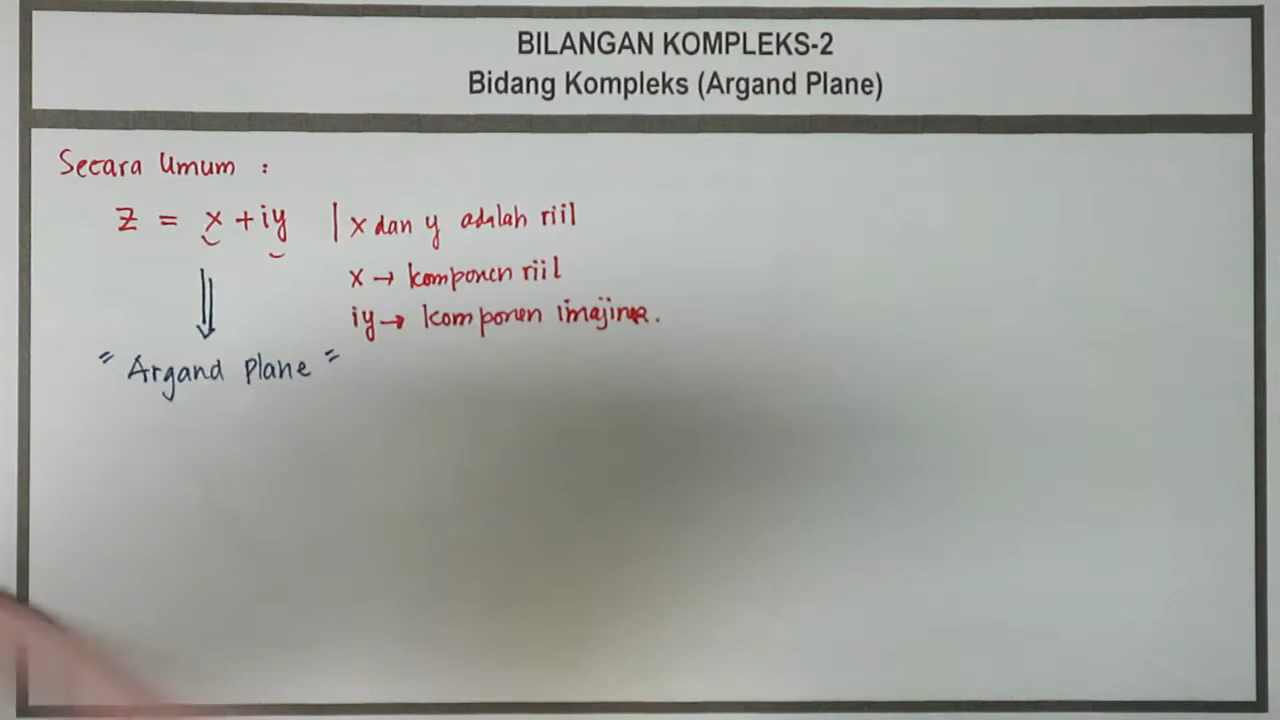 BILANGAN KOMPLEKS-2
Bidang Kompleks (Argand Plane)
Secara Umum :
z = x + iy | x dan y adalah riil
x → komponen riil
iy → komponen imajiner.
⇓
" Argand Plane "